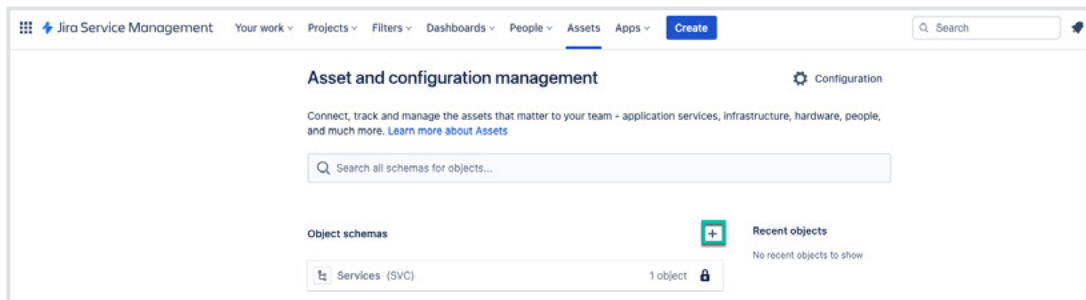 Jira Service Management Your work Projects Filters Dashboards People Assets Apps Create Search
Asset and configuration management Configuration
Connect, track and manage the assets that matter to your team – application services, infrastructure, hardware, people,
and much more. Learn more about Assets
Search all schemas for objects...
Object schemas + Recent objects
No recent objects to show
Services (SVC) 1 object